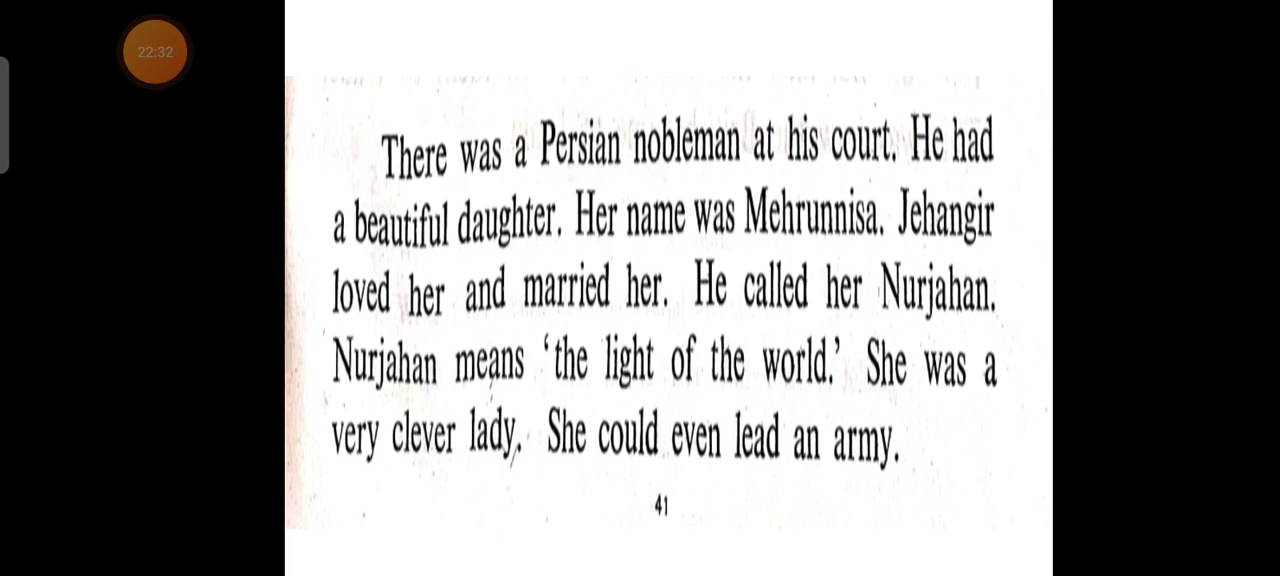 22:32
There was a Persian nobleman at his court. He had
a beautiful daughter. Her name was Mehrunnisa. Jehangir
loved her and married her. He called her Nurjahan.
Nurjahan means ‘the light of the world.’ She was a
very clever lady. She could even lead an army.
41